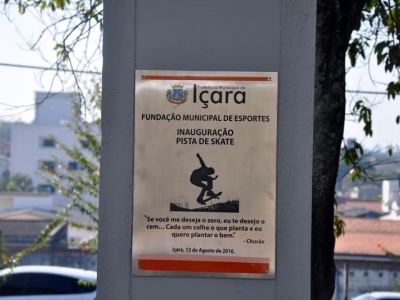 Prefeitura Municipal de
Içara
FUNDAÇÃO MUNICIPAL DE ESPORTES
INAUGURAÇÃO
PISTA DE SKATE
"Se você me deseja o zero, eu te desejo o
cem... Cada um colhe o que planta e eu
quero plantar o bem."
- Chorão
Içara, 13 de Agosto de 2016.